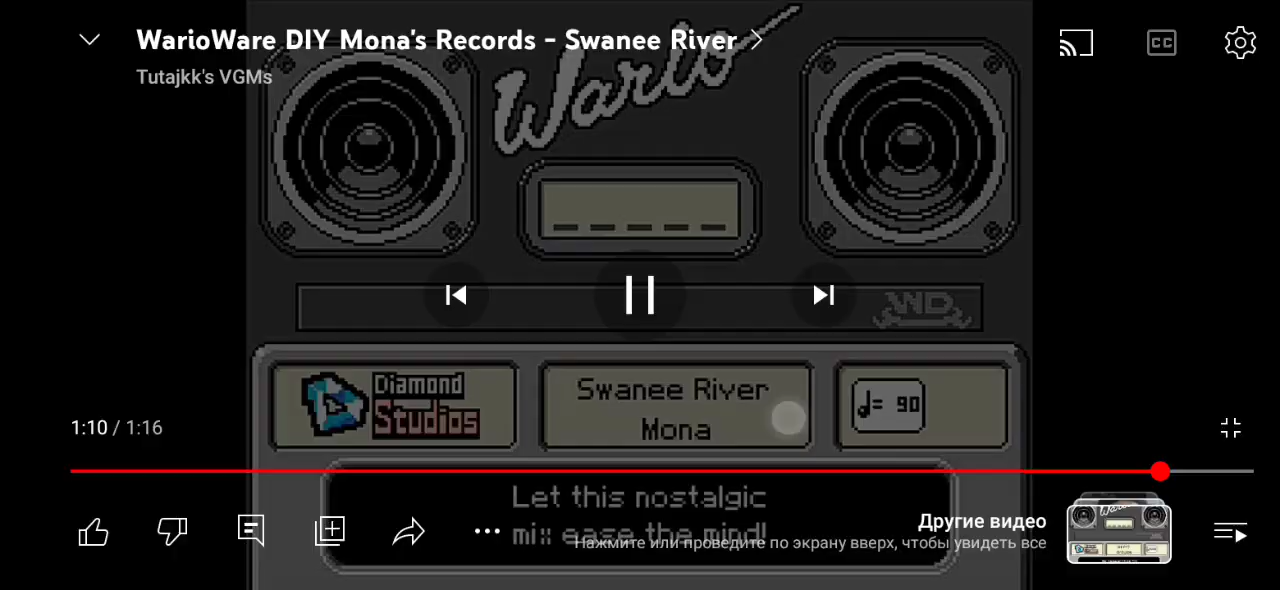 WarioWare DIY Mona's Records - Swanee River
Tutajkk's VGMs
CC
Wario
WD
Diamond
Studios
Swanee River
Mona
♩= 90
1:10 / 1:16
Let this nostalgic
mix ease the mind!
Другие видео
Нажмите или проведите по экрану вверх, чтобы увидеть все